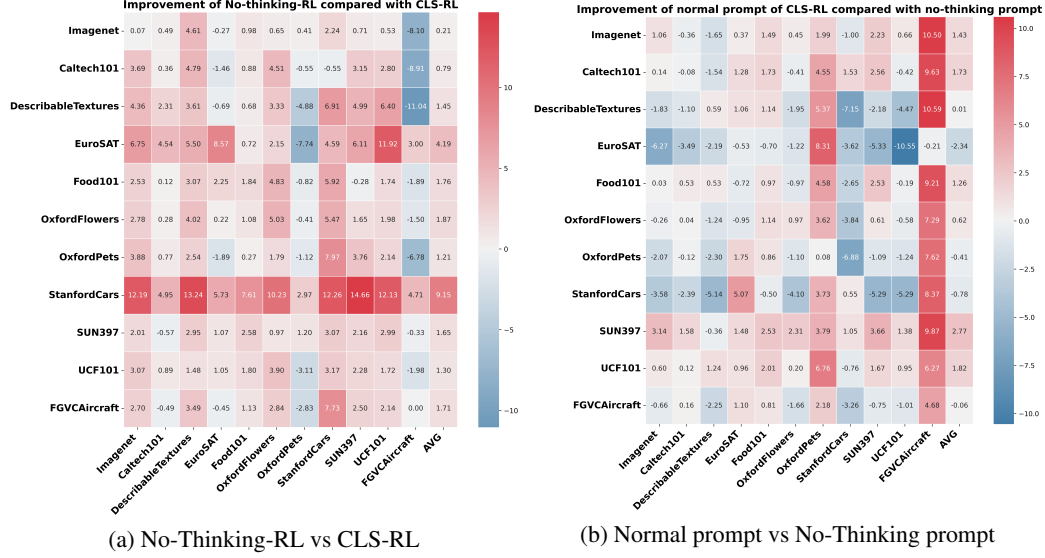 Improvement of No-thinking-RL compared with CLS-RL
Imagenet 0.07 0.49 4.61 -0.27 0.98 0.65 0.41 2.24 0.71 0.53 -8.10 0.21
Caltech101 3.69 0.36 4.79 -1.46 0.88 4.51 -0.55 -0.55 3.15 2.80 -8.91 0.79
DescribableTextures 4.36 2.31 3.61 -0.69 0.68 3.33 -4.88 6.91 4.99 6.40 -11.04 1.45
EuroSAT 6.75 4.54 5.50 8.57 0.72 2.15 -7.74 4.59 6.11 11.92 3.00 4.19
Food101 2.53 0.12 3.07 2.25 1.84 4.83 -0.82 5.92 -0.28 1.74 -1.89 1.76
OxfordFlowers 2.78 0.28 4.02 0.22 1.08 5.03 -0.41 5.47 1.65 1.98 -1.50 1.87
OxfordPets 3.88 0.77 2.54 -1.89 0.27 1.79 -1.12 7.97 3.76 2.14 -6.78 1.21
StanfordCars 12.19 4.95 13.24 5.73 7.61 10.23 2.97 12.26 14.66 12.13 4.71 9.15
SUN397 2.01 -0.57 2.95 1.07 2.58 0.97 1.20 3.07 2.16 2.99 -0.33 1.65
UCF101 3.07 0.89 1.48 1.05 1.80 3.90 -3.11 3.17 2.28 1.72 -1.98 1.30
FGVCAircraft 2.70 -0.49 3.49 -0.45 1.13 2.84 -2.83 7.73 2.50 2.14 0.00 1.71
Imagenet Caltech101 DescribableTextures EuroSAT Food101 OxfordFlowers OxfordPets StanfordCars SUN397 UCF101 FGVCAircraft AVG
10
5
0
-5
-10
(a) No-Thinking-RL vs CLS-RL
Improvement of normal prompt of CLS-RL compared with no-thinking prompt
Imagenet 1.06 -0.36 -1.65 0.37 1.49 0.45 1.99 -1.00 2.23 0.66 10.50 1.43
Caltech101 0.14 -0.08 -1.54 1.28 1.73 -0.41 4.55 1.53 2.56 -0.42 9.63 1.73
DescribableTextures -1.83 -1.10 0.59 1.06 1.14 -1.95 5.37 -7.15 -2.18 -4.47 10.59 0.01
EuroSAT -6.27 -3.49 -2.19 -0.53 -0.70 -1.22 8.31 -3.62 -5.33 -10.55 -0.21 -2.34
Food101 0.03 0.53 0.53 -0.72 0.97 -0.97 4.58 -2.65 2.53 -0.19 9.21 1.26
OxfordFlowers -0.26 0.04 -1.24 -0.95 1.14 0.97 3.62 -3.84 0.61 -0.58 7.29 0.62
OxfordPets -2.07 -0.12 -2.30 1.75 0.86 -1.10 0.08 -6.88 -1.09 -1.24 7.62 -0.41
StanfordCars -3.58 -2.39 -5.14 5.07 -0.50 -4.10 3.73 0.55 -5.29 -5.29 8.37 -0.78
SUN397 3.14 1.58 -0.36 1.48 2.53 2.31 3.79 1.05 3.66 1.38 9.87 2.77
UCF101 0.60 0.12 1.24 0.96 2.01 0.20 6.76 -0.76 1.67 0.95 6.27 1.82
FGVCAircraft -0.66 0.16 -2.25 1.10 0.81 -1.66 2.18 -3.26 -0.75 -1.01 4.68 -0.06
Imagenet Caltech101 DescribableTextures EuroSAT Food101 OxfordFlowers OxfordPets StanfordCars SUN397 UCF101 FGVCAircraft AVG
10.0
7.5
5.0
2.5
0.0
-2.5
-5.0
-7.5
-10.0
(b) Normal prompt vs No-Thinking prompt